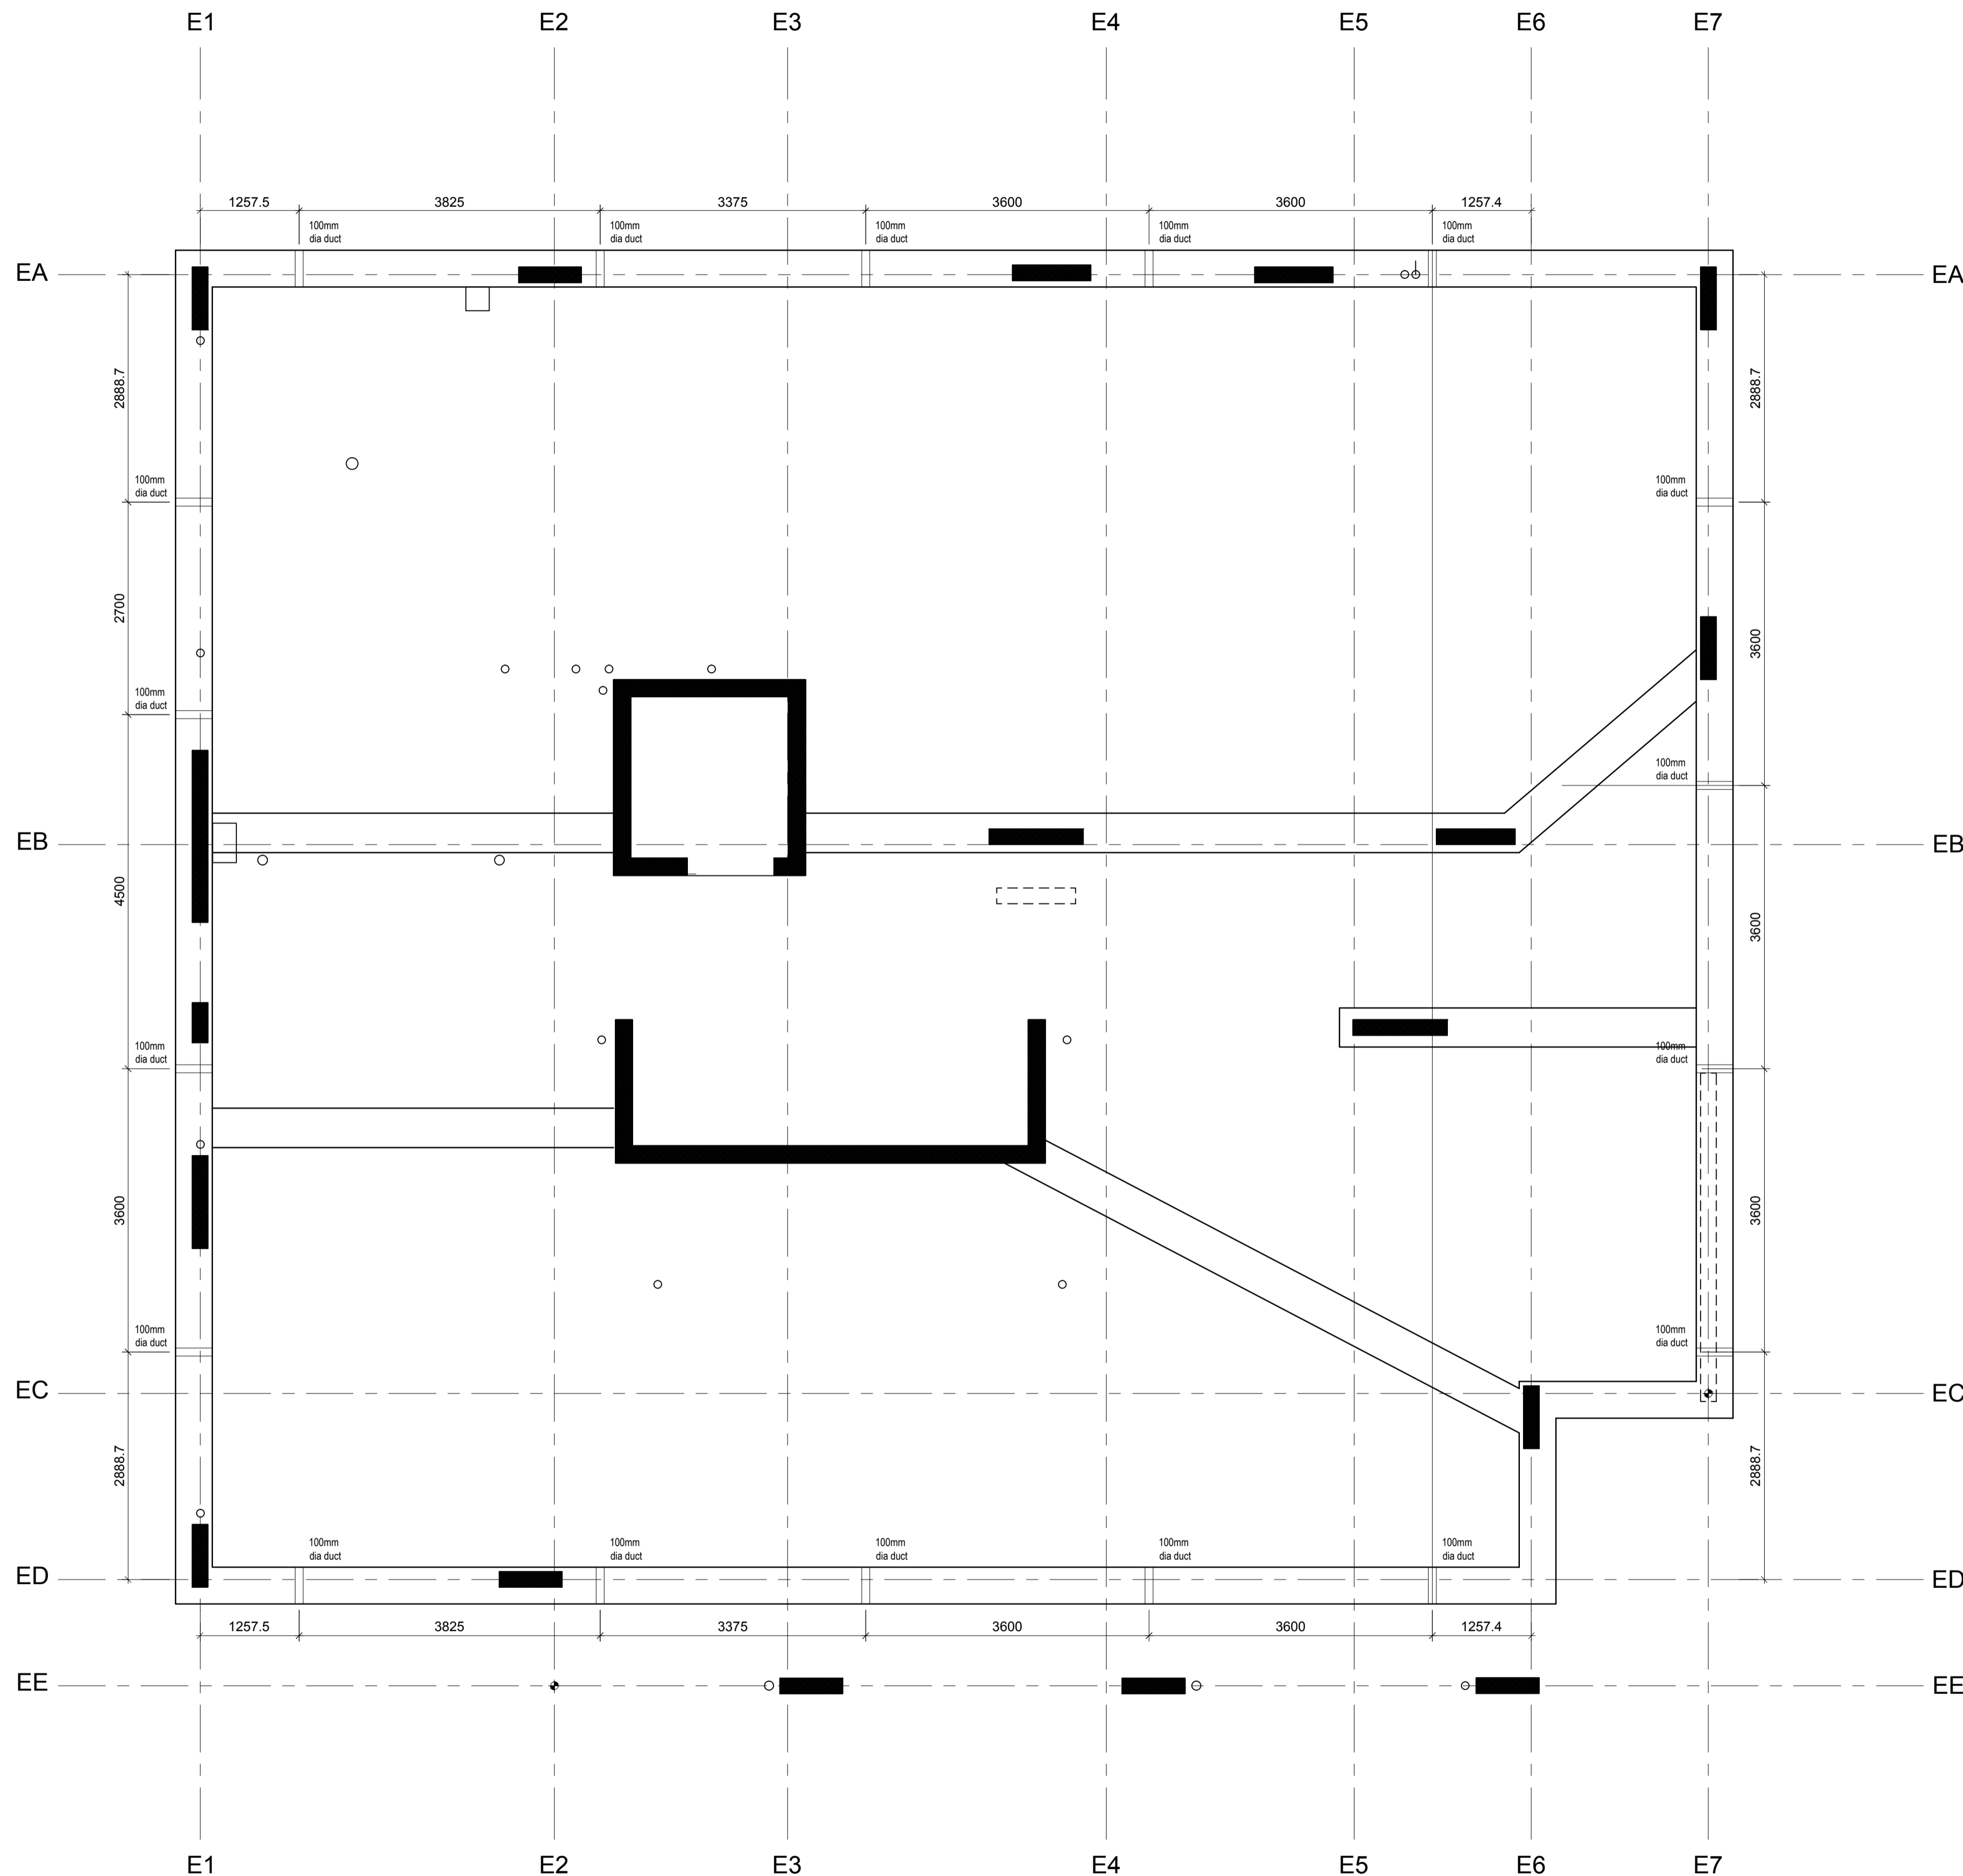 E1 E2 E3 E4 E5 E6 E7
1257.5 3825 3375 3600 3600 1257.4
100mm 100mm 100mm 100mm 100mm
dia duct dia duct dia duct dia duct dia duct
EA EA
2888.7 2888.7
100mm 100mm
dia duct dia duct
2700 3600
100mm
dia duct
100mm
dia duct
EB EB
4500 3600
100mm 100mm
dia duct dia duct
3600 3600
100mm 100mm
dia duct dia duct
EC EC
2888.7 2888.7
100mm 100mm 100mm 100mm 100mm
dia duct dia duct dia duct dia duct dia duct
ED ED
1257.5 3825 3375 3600 3600 1257.4
EE EE
E1 E2 E3 E4 E5 E6 E7